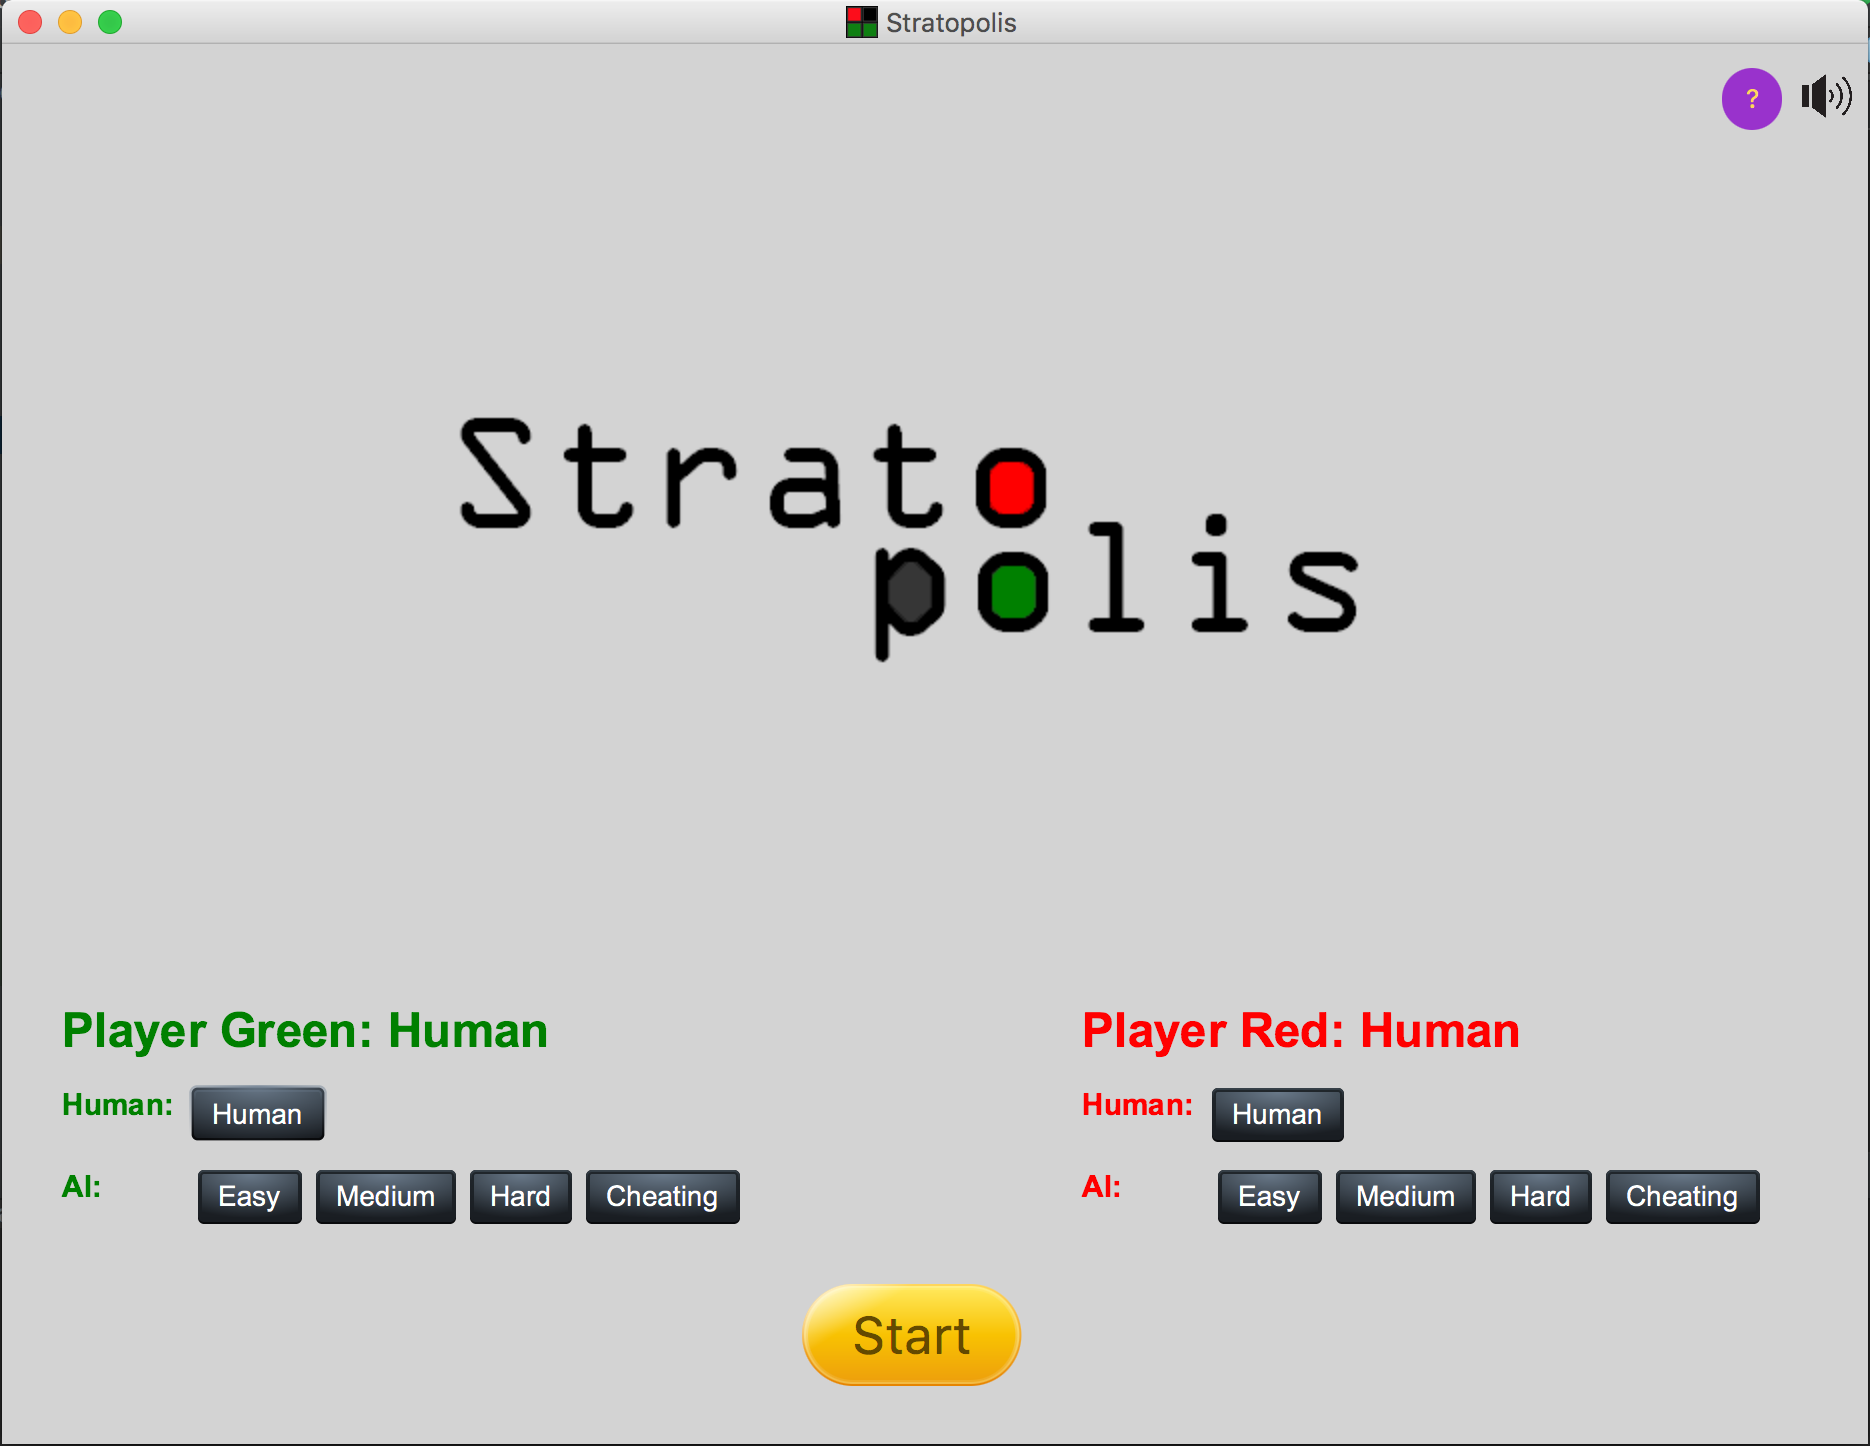 Stratopolis
?
Strato
polis
Player Green: Human
Human: Human
AI: Easy Medium Hard Cheating
Player Red: Human
Human: Human
AI: Easy Medium Hard Cheating
Start